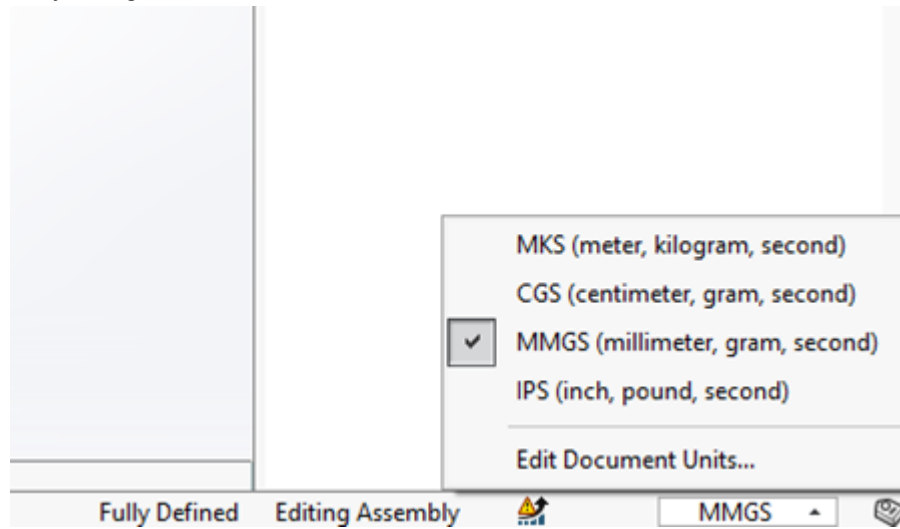 MKS (meter, kilogram, second)
CGS (centimeter, gram, second)
MMGS (millimeter, gram, second)
IPS (inch, pound, second)
Edit Document Units...
Fully Defined Editing Assembly MMGS